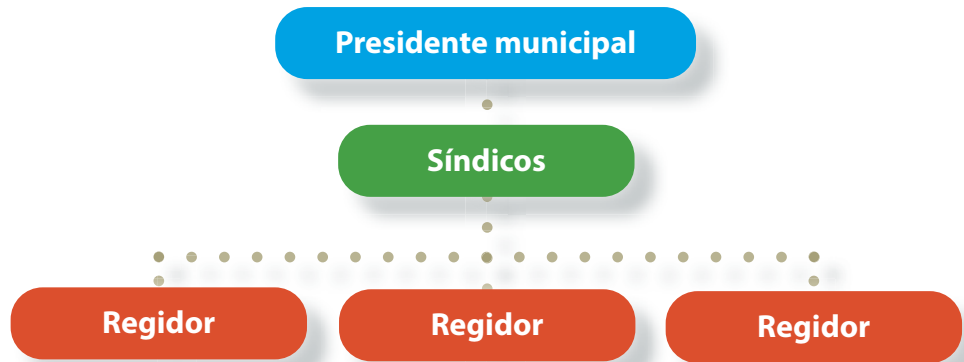 Presidente municipal
Síndicos
Regidor
Regidor
Regidor